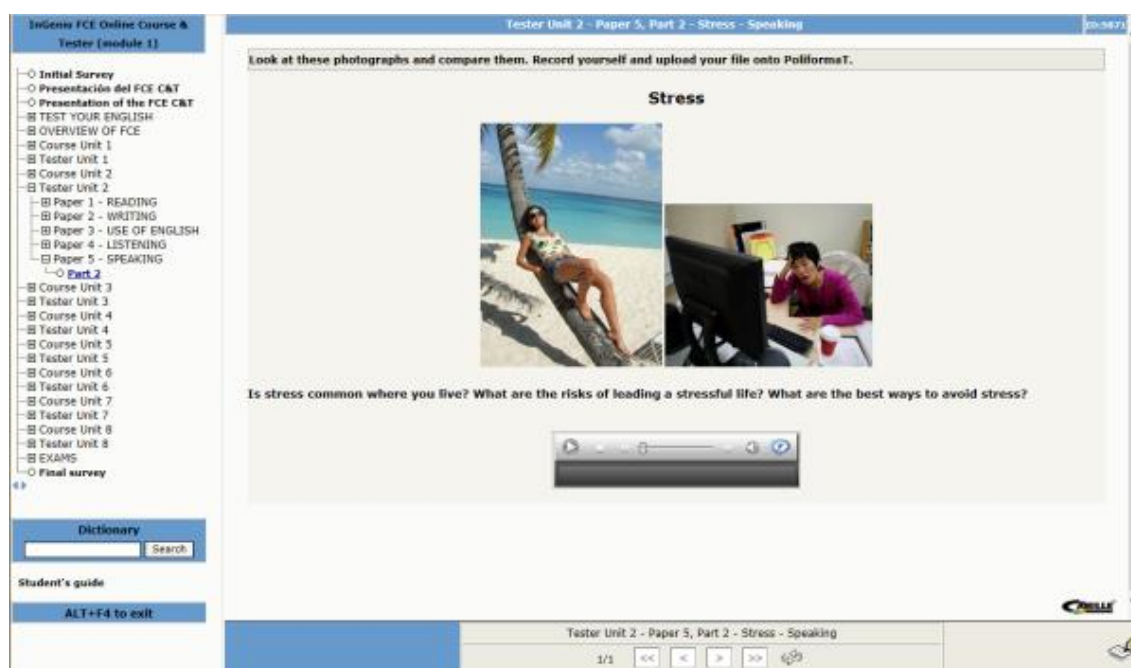 InGenio FCE Online Course &
Tester (module 1)
Initial Survey
Presentación del FCE C&T
Presentation of the FCE C&T
TEST YOUR ENGLISH
OVERVIEW OF FCE
Course Unit 1
Tester Unit 1
Course Unit 2
Tester Unit 2
Paper 1 - READING
Paper 2 - WRITING
Paper 3 - USE OF ENGLISH
Paper 4 - LISTENING
Paper 5 - SPEAKING
Part 2
Course Unit 3
Tester Unit 3
Course Unit 4
Tester Unit 4
Course Unit 5
Tester Unit 5
Course Unit 6
Tester Unit 6
Course Unit 7
Tester Unit 7
Course Unit 8
Tester Unit 8
EXAMS
Final survey
Dictionary
Search
Student's guide
ALT+F4 to exit
Tester Unit 2 - Paper 5, Part 2 - Stress - Speaking
ID:5671
Look at these photographs and compare them. Record yourself and upload your file onto PoliformaT.
Stress
Is stress common where you live? What are the risks of leading a stressful life? What are the best ways to avoid stress?
Tester Unit 2 - Paper 5, Part 2 - Stress - Speaking
1/1 << < > >>